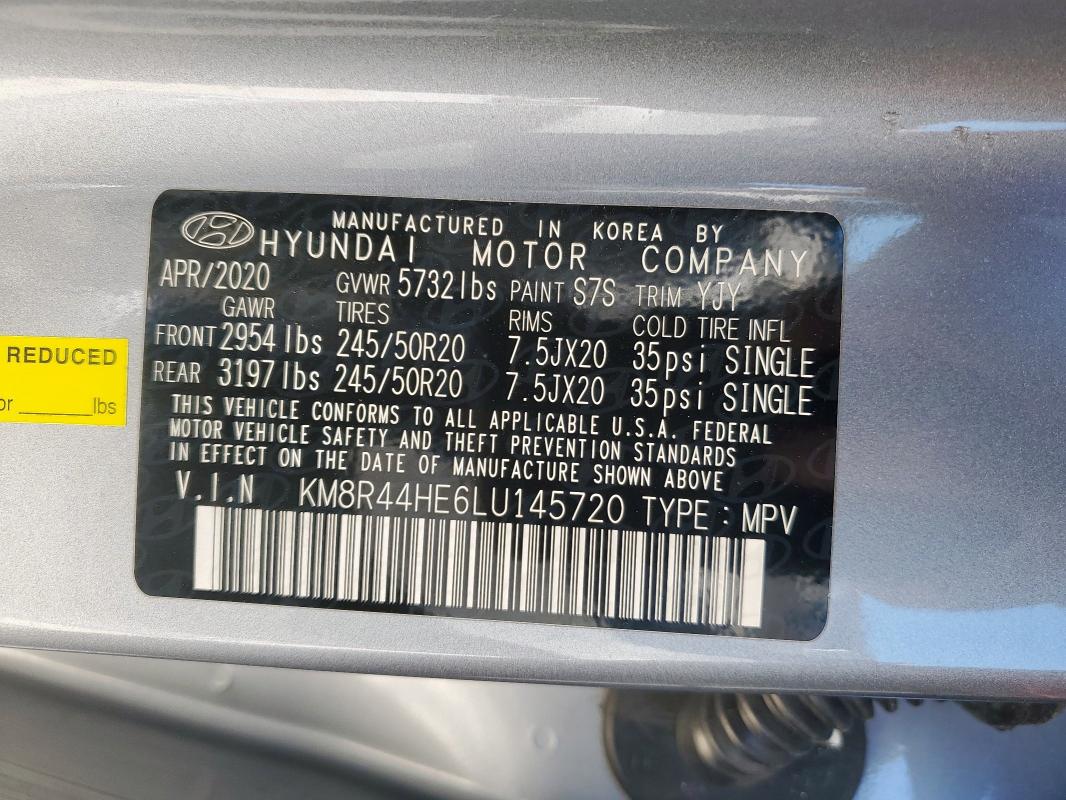 MANUFACTURED IN KOREA BY
HYUNDAI MOTOR COMPANY
APR/2020 GVWR 5732lbs PAINT S7S TRIM YJY
GAWR TIRES RIMS COLD TIRE INFL
FRONT 2954lbs 245/50R20 7.5JX20 35psi SINGLE
REAR 3197lbs 245/50R20 7.5JX20 35psi SINGLE
THIS VEHICLE CONFORMS TO ALL APPLICABLE U.S.A. FEDERAL
MOTOR VEHICLE SAFETY AND THEFT PREVENTION STANDARDS
IN EFFECT ON THE DATE OF MANUFACTURE SHOWN ABOVE
V.I.N KM8R44HE6LU145720 TYPE : MPV
REDUCED
or ______lbs